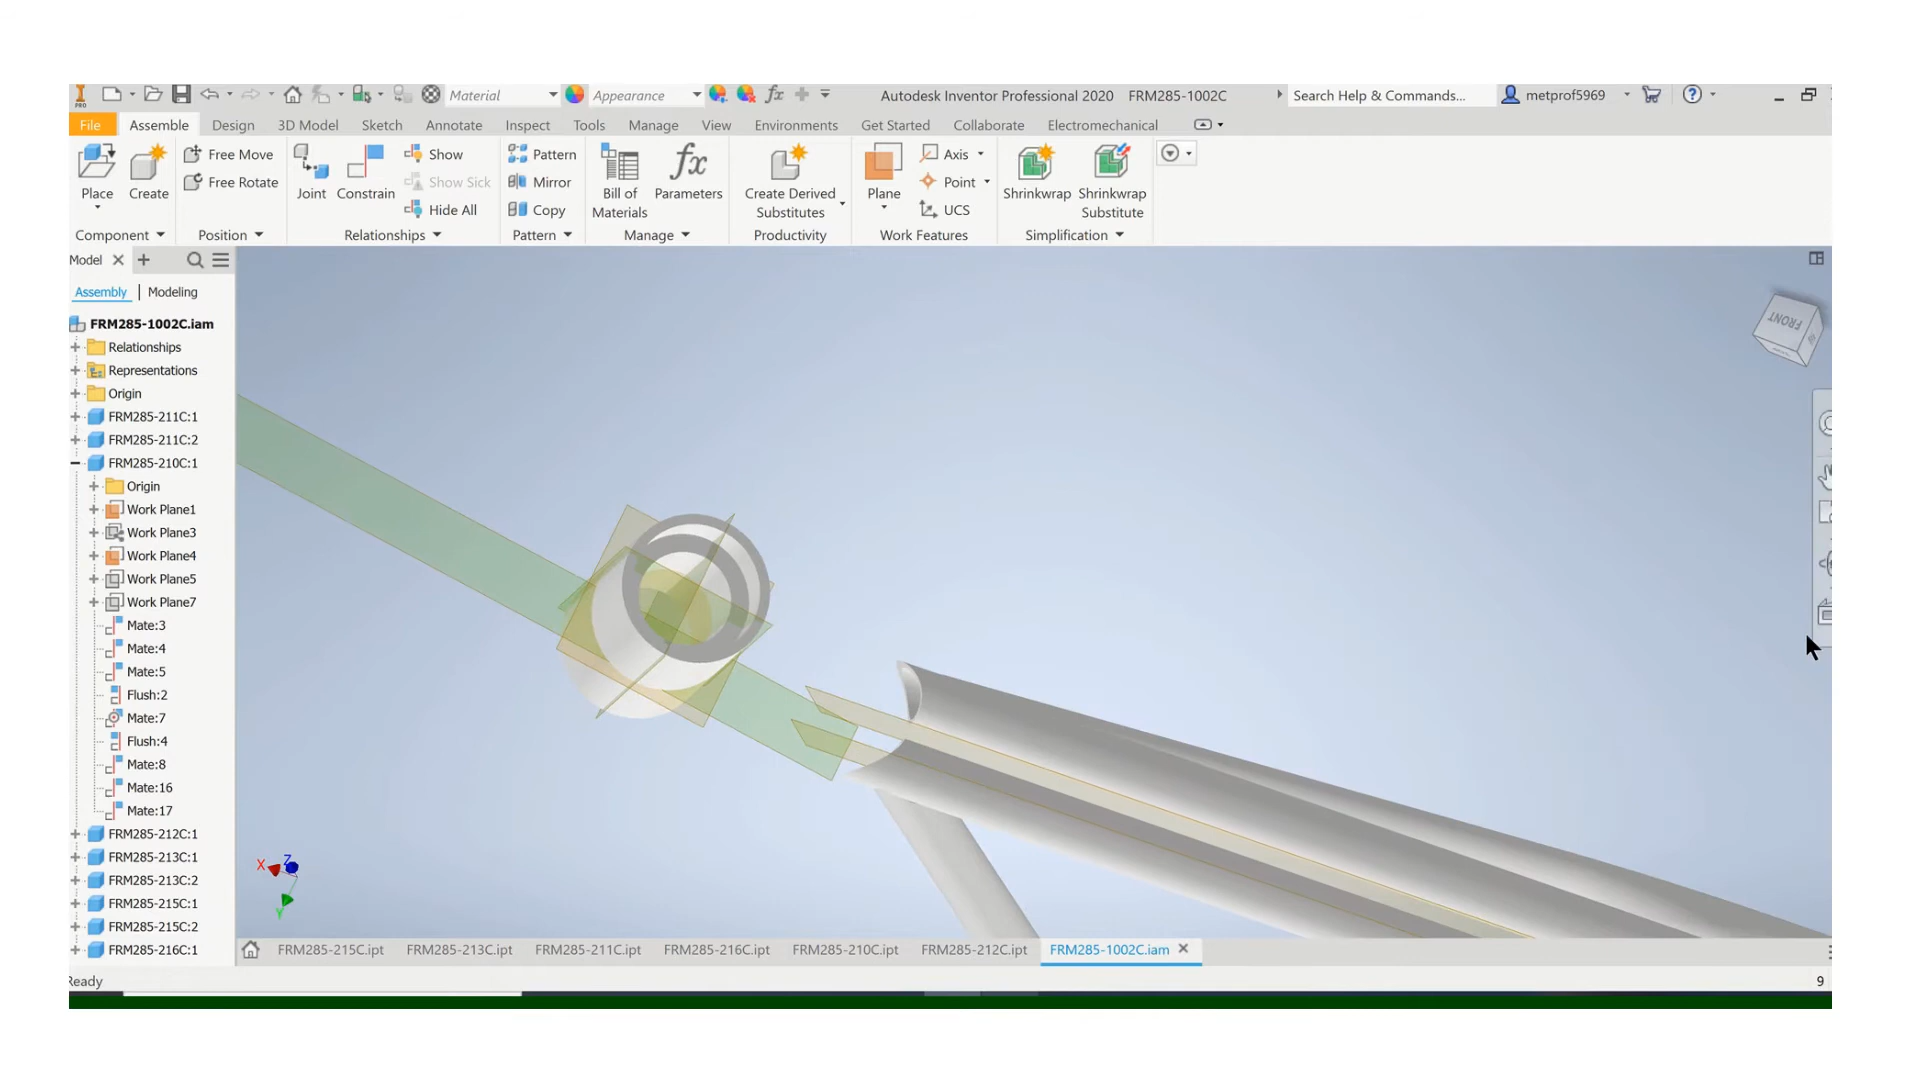 PRO Material Appearance fx Autodesk Inventor Professional 2020 FRM285-1002C Search Help & Commands... metprof5969
File Assemble Design 3D Model Sketch Annotate Inspect Tools Manage View Environments Get Started Collaborate Electromechanical
Place Create Free Move Free Rotate Joint Constrain Show Show Sick Hide All Pattern Mirror Copy Bill of Materials fx Parameters Create Derived Substitutes Plane Axis Point UCS Shrinkwrap Shrinkwrap Substitute
Component Position Relationships Pattern Manage Productivity Work Features Simplification
Model
Assembly Modeling
FRM285-1002C.iam
Relationships
Representations
Origin
FRM285-211C:1
FRM285-211C:2
FRM285-210C:1
Origin
Work Plane1
Work Plane3
Work Plane4
Work Plane5
Work Plane7
Mate:3
Mate:4
Mate:5
Flush:2
Mate:7
Flush:4
Mate:8
Mate:16
Mate:17
FRM285-212C:1
FRM285-213C:1
FRM285-213C:2
FRM285-215C:1
FRM285-215C:2
FRM285-216C:1
FRONT
X Z
Y
FRM285-215C.ipt FRM285-213C.ipt FRM285-211C.ipt FRM285-216C.ipt FRM285-210C.ipt FRM285-212C.ipt FRM285-1002C.iam
Ready 9